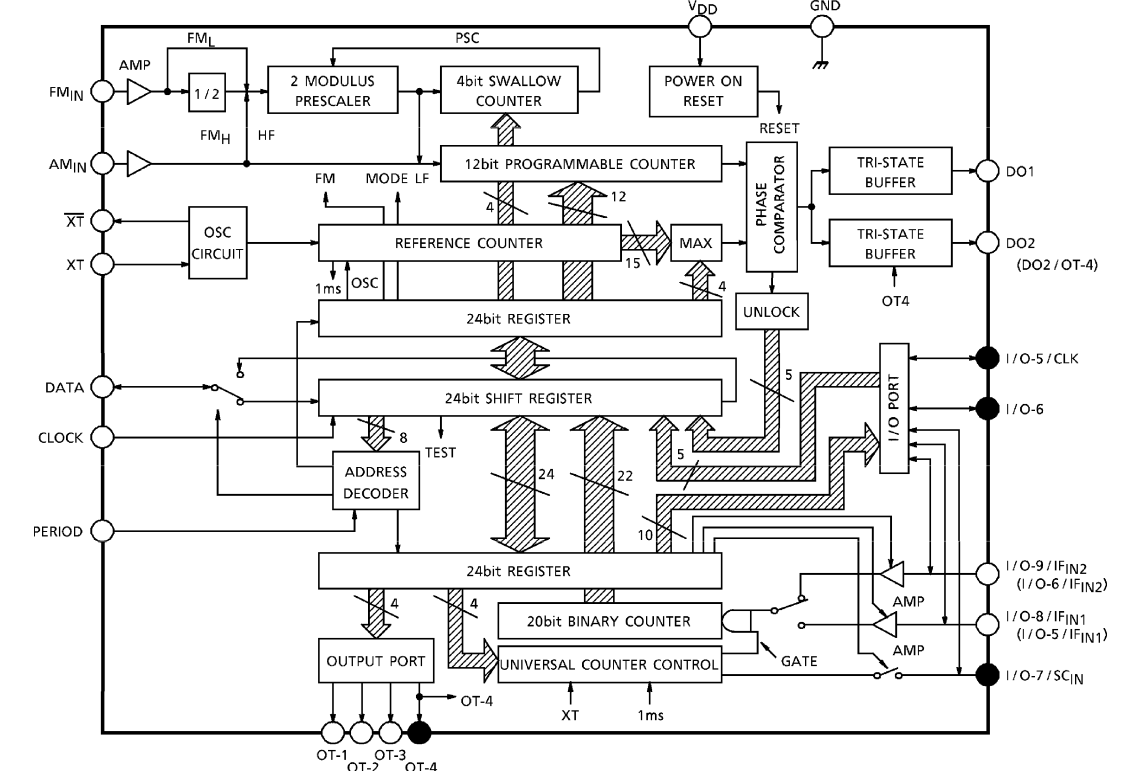 VDD
GND
FML
PSC
AMP
FMIN
1/2
2 MODULUS
PRESCALER
4bit SWALLOW
COUNTER
POWER ON
RESET
FMH
HF
RESET
AMIN
12bit PROGRAMMABLE COUNTER
PHASE
COMPARATOR
TRI-STATE
BUFFER
DO1
FM
MODE LF
4
12
XT
OSC
CIRCUIT
REFERENCE COUNTER
15
MAX
TRI-STATE
BUFFER
DO2
(DO2/OT-4)
XT
1ms
OSC
4
OT4
24bit REGISTER
UNLOCK
I/O-5/CLK
DATA
5
24bit SHIFT REGISTER
I/O PORT
I/O-6
CLOCK
8
TEST
5
ADDRESS
DECODER
24
22
PERIOD
10
24bit REGISTER
I/O-9/IFIN2
(I/O-6/IFIN2)
AMP
4
4
20bit BINARY COUNTER
I/O-8/IFIN1
(I/O-5/IFIN1)
AMP
OUTPUT PORT
UNIVERSAL COUNTER CONTROL
GATE
I/O-7/SCIN
OT-4
XT
1ms
OT-1
OT-2
OT-3
OT-4